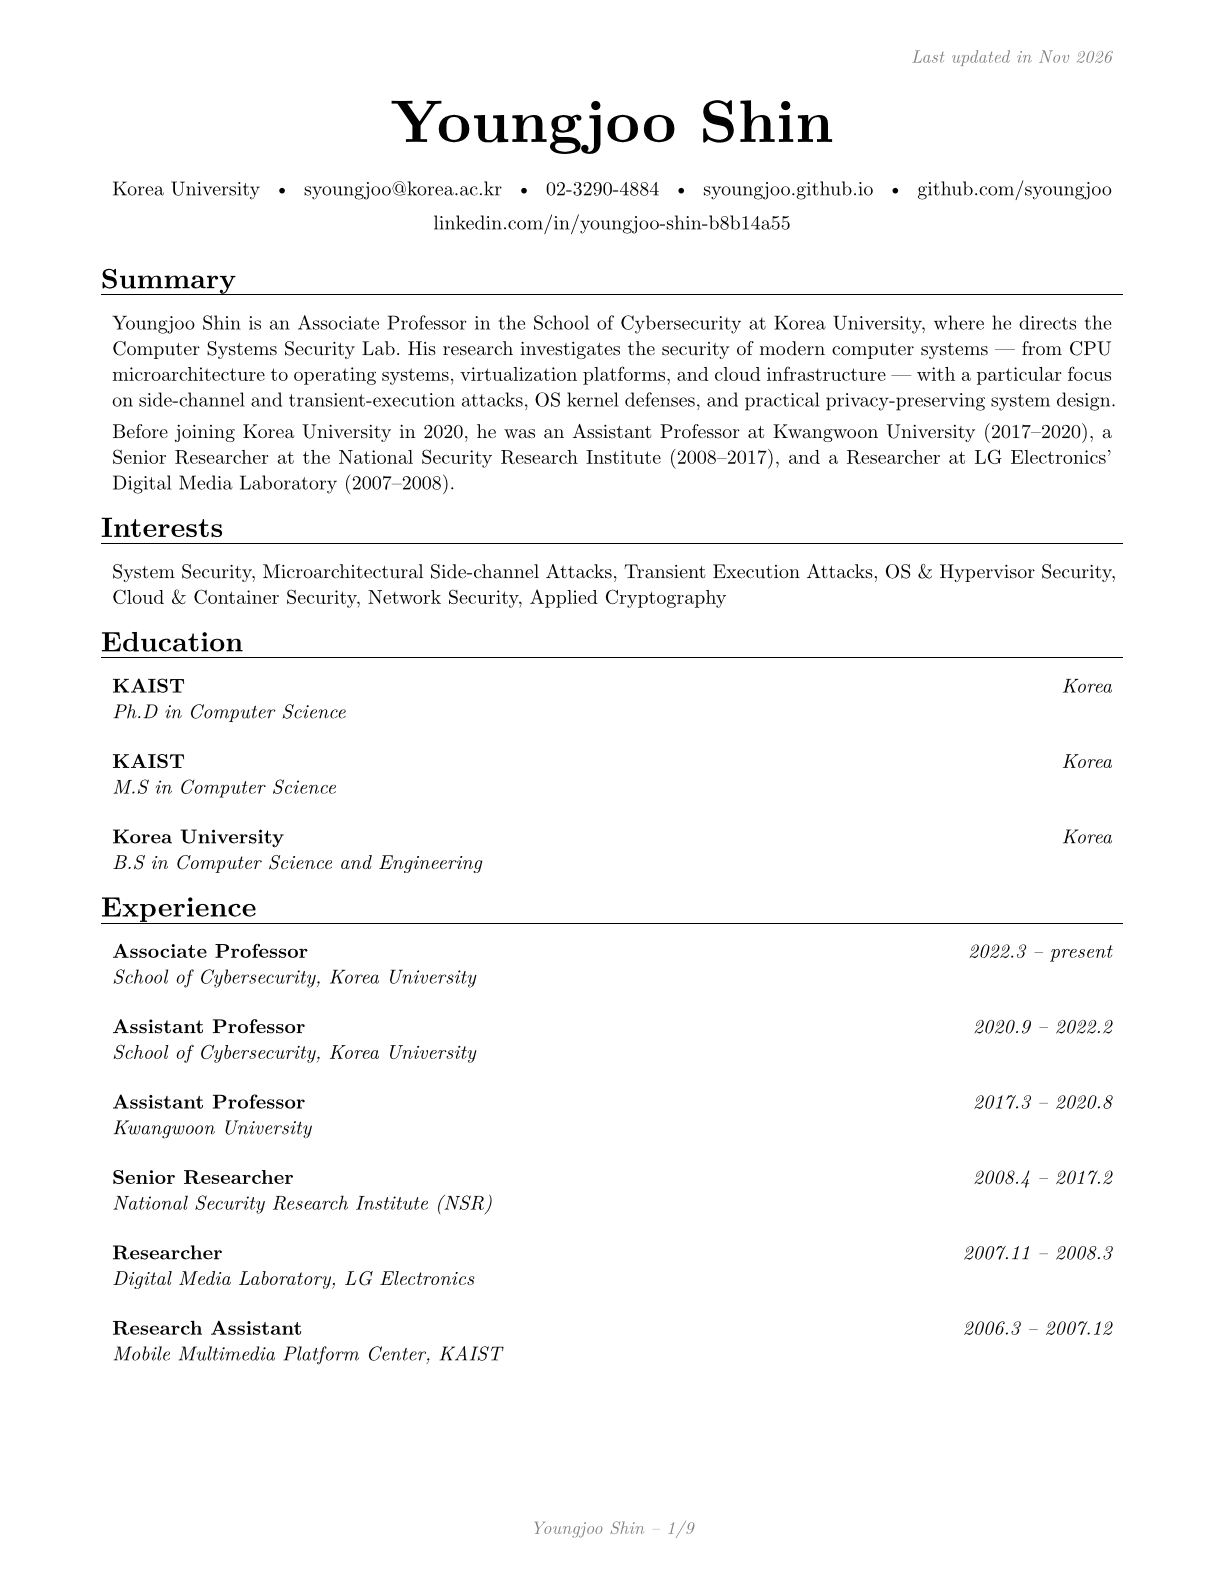 Last updated in Nov 2026
Youngjoo Shin
Korea University • syoungjoo@korea.ac.kr • 02-3290-4884 • syoungjoo.github.io • github.com/syoungjoo
linkedin.com/in/youngjoo-shin-b8b14a55
Summary
Youngjoo Shin is an Associate Professor in the School of Cybersecurity at Korea University, where he directs the
Computer Systems Security Lab. His research investigates the security of modern computer systems — from CPU
microarchitecture to operating systems, virtualization platforms, and cloud infrastructure — with a particular focus
on side-channel and transient-execution attacks, OS kernel defenses, and practical privacy-preserving system design.
Before joining Korea University in 2020, he was an Assistant Professor at Kwangwoon University (2017–2020), a
Senior Researcher at the National Security Research Institute (2008–2017), and a Researcher at LG Electronics’
Digital Media Laboratory (2007–2008).
Interests
System Security, Microarchitectural Side-channel Attacks, Transient Execution Attacks, OS & Hypervisor Security,
Cloud & Container Security, Network Security, Applied Cryptography
Education
KAIST Korea
Ph.D in Computer Science
KAIST Korea
M.S in Computer Science
Korea University Korea
B.S in Computer Science and Engineering
Experience
Associate Professor 2022.3 – present
School of Cybersecurity, Korea University
Assistant Professor 2020.9 – 2022.2
School of Cybersecurity, Korea University
Assistant Professor 2017.3 – 2020.8
Kwangwoon University
Senior Researcher 2008.4 – 2017.2
National Security Research Institute (NSR)
Researcher 2007.11 – 2008.3
Digital Media Laboratory, LG Electronics
Research Assistant 2006.3 – 2007.12
Mobile Multimedia Platform Center, KAIST
Youngjoo Shin – 1/9